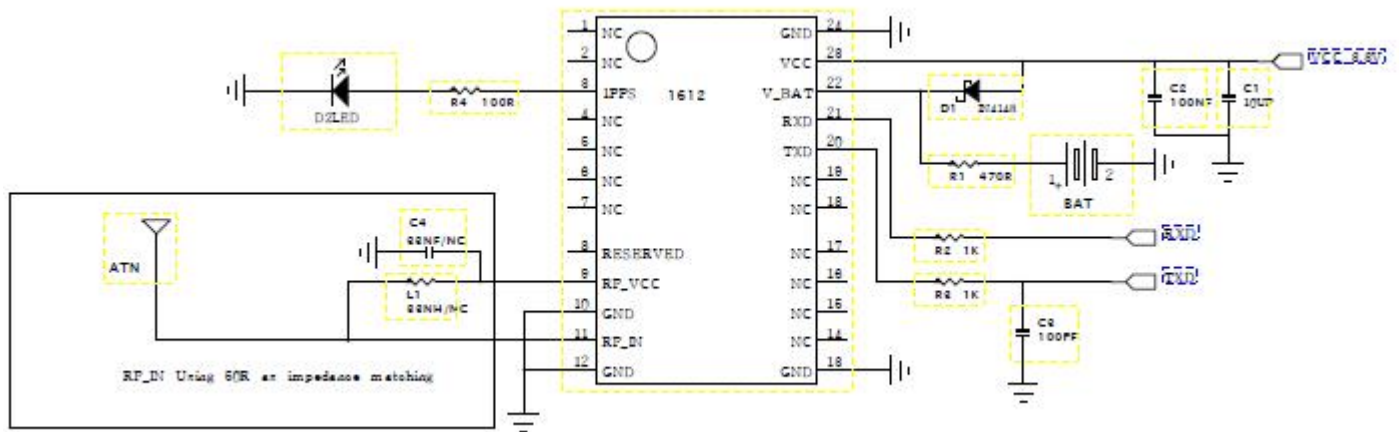 1 NC GND 24
2 NC VCC 23 VCC_3.3V
D2LED R4 100R 3 1PPS 1612 V_BAT 22 D1 1N4148 C2 100NF C1 10UF
4 NC RXD 21
5 NC TXD 20 R1 470R 1+ 2
6 NC NC 19 BAT
7 NC NC 18
C4
8 RESERVED NC 17 R2 1K RXD
ATN 9 RF_VCC NC 16 R3 1K TXD
L1
10 GND NC 15
11 RF_IN NC 14 C3 100PF
12 GND GND 13
RF_IN Using 50R as impedance matching